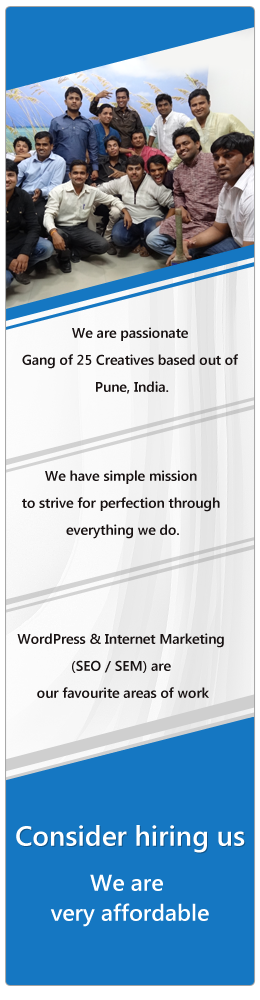 We are passionate
Gang of 25 Creatives based out of
Pune, India.
We have simple mission
to strive for perfection through
everything we do.
WordPress & Internet Marketing
(SEO / SEM) are
our favourite areas of work
Consider hiring us
We are
very affordable